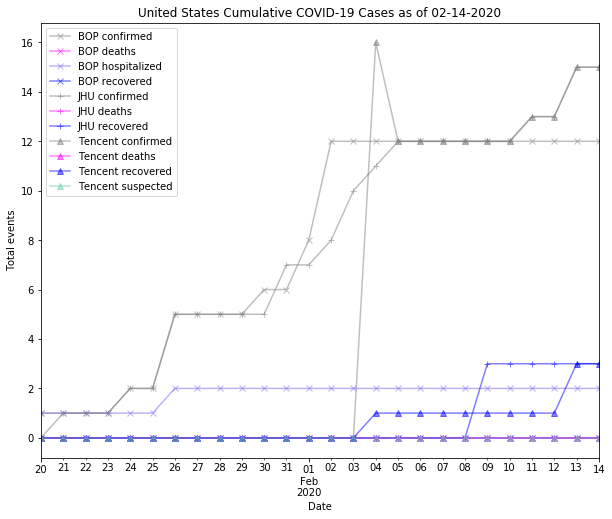 United States Cumulative COVID-19 Cases as of 02-14-2020
BOP confirmed
BOP deaths
BOP hospitalized
BOP recovered
JHU confirmed
JHU deaths
JHU recovered
Tencent confirmed
Tencent deaths
Tencent recovered
Tencent suspected
16
14
12
10
8
6
4
2
0
Total events
20 21 22 23 24 25 26 27 28 29 30 31 01 02 03 04 05 06 07 08 09 10 11 12 13 14
Feb
2020
Date